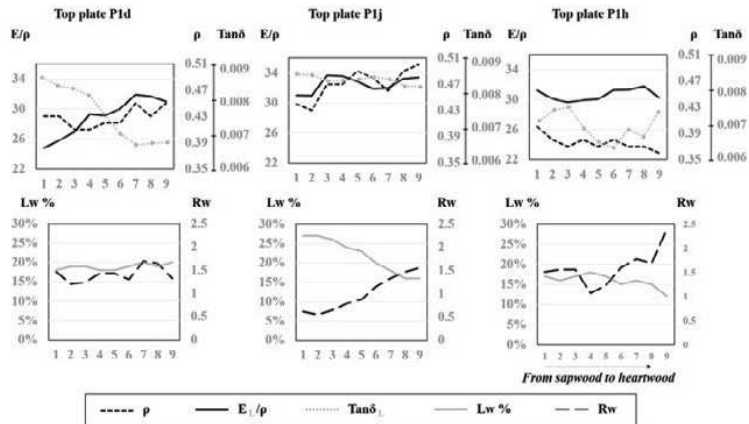 Top plate P1d Top plate P1j Top plate P1h
E/ρ ρ Tanδ E/ρ ρ Tanδ E/ρ ρ Tanδ
0.51 0.009 0.51 0.009 0.51 0.009
34 34 34
0.47 0.47 0.47
30 0.008 30 0.008 30 0.008
0.43 0.43 0.43
26 0.007 26 0.007 26 0.007
0.39 0.39 0.39
22 0.35 0.006 22 0.35 0.006 22 0.35 0.006
1 2 3 4 5 6 7 8 9 1 2 3 4 5 6 7 8 9 1 2 3 4 5 6 7 8 9
Lw % Rw Lw % Rw Lw % Rw
30% 2.5 30% 2.5 30% 2.5
25% 2 25% 2 25% 2
20% 20% 20%
1.5 1.5 1.5
15% 15% 15%
1 1 1
10% 10% 10%
5% 0.5 5% 0.5 5% 0.5
0% 0 0% 0 0% 0
1 2 3 4 5 6 7 8 9 1 2 3 4 5 6 7 8 9 1 2 3 4 5 6 7 8 9
From sapwood to heartwood
ρ E L/ρ Tanδ L Lw % Rw